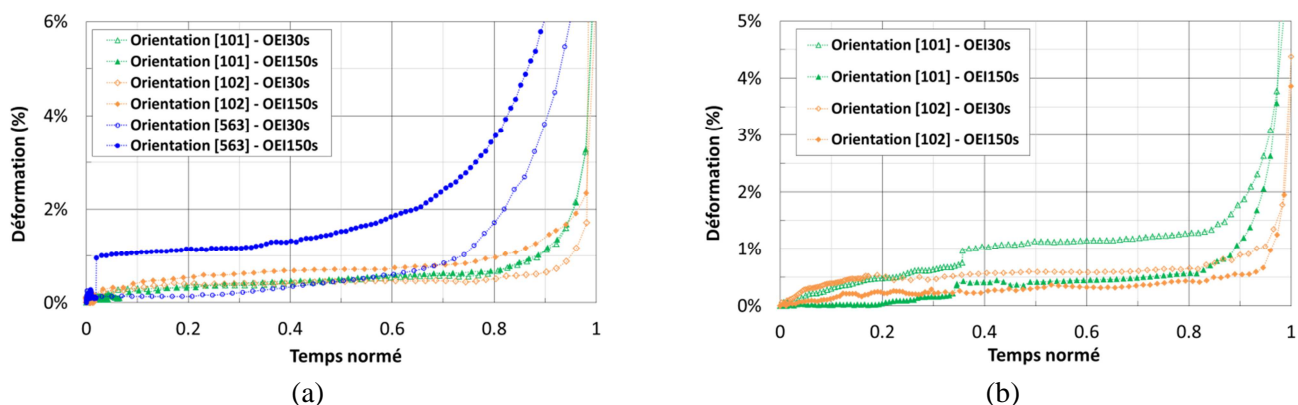 6%
4%
2%
0%
Déformation (%)
Orientation [101] - OEI30s
Orientation [101] - OEI150s
Orientation [102] - OEI30s
Orientation [102] - OEI150s
Orientation [563] - OEI30s
Orientation [563] - OEI150s
0
0.2
0.4
0.6
0.8
1
Temps normé
(a)
5%
4%
3%
2%
1%
0%
Déformation (%)
Orientation [101] - OEI30s
Orientation [101] - OEI150s
Orientation [102] - OEI30s
Orientation [102] - OEI150s
0
0.2
0.4
0.6
0.8
1
Temps normé
(b)